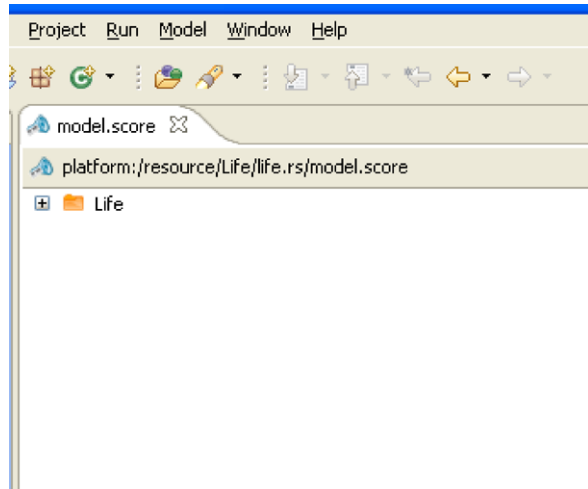 Project Run Model Window Help
model.score
platform:/resource/Life/life.rs/model.score
Life